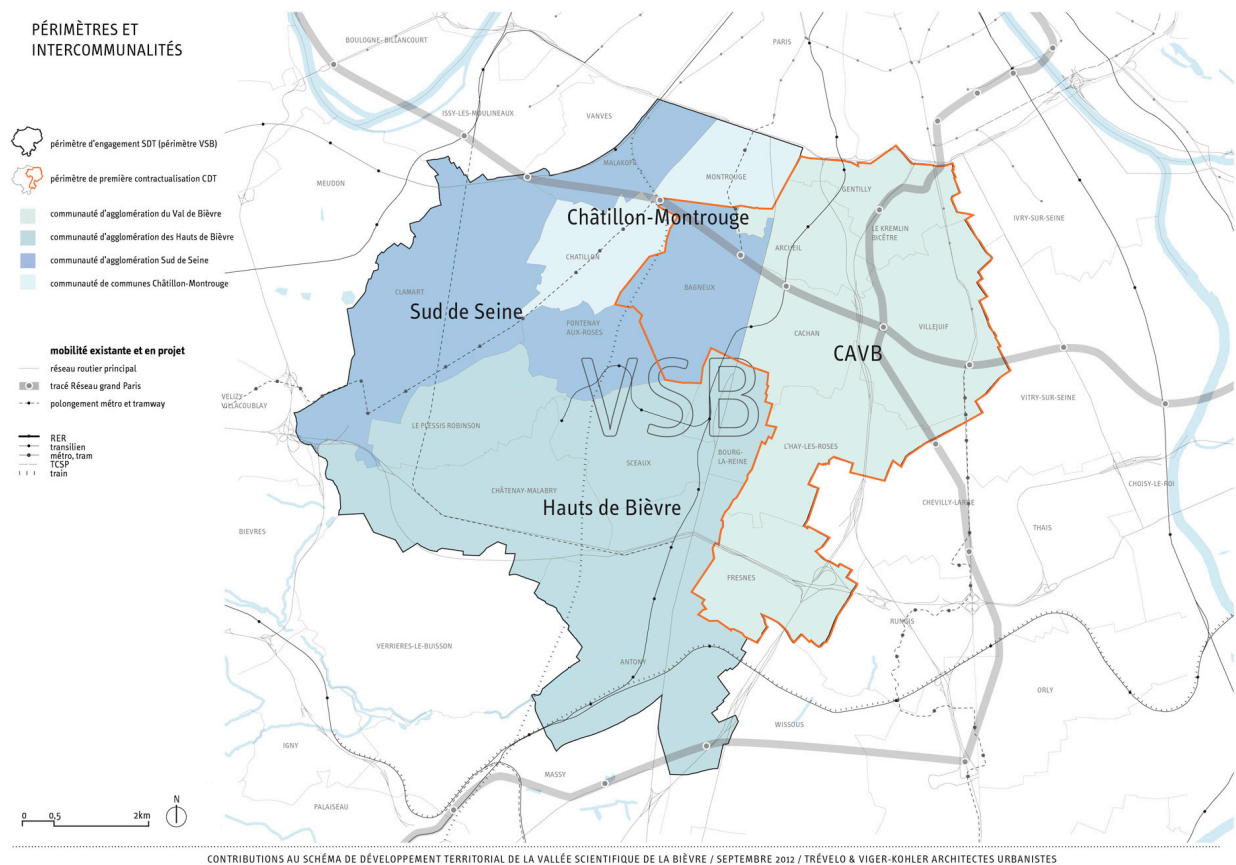 PÉRIMÈTRES ET
INTERCOMMUNALITÉS
périmètre d'engagement SDT (périmètre VSB)
périmètre de première contractualisation CDT
communauté d'agglomération du Val de Bièvre
communauté d'agglomération des Hauts de Bièvre
communauté d'agglomération Sud de Seine
communauté de communes Châtillon-Montrouge
mobilité existante et en projet
réseau routier principal
tracé Réseau grand Paris
polongement métro et tramway
RER
transilien
métro, tram
TCSP
train
0 0,5 2km
N
BOULOGNE- BILLANCOURT
PARIS
ISSY-LES-MOULINEAUX
VANVES
MALAKOFF
MONTROUGE
MEUDON
GENTILLY
IVRY-SUR-SEINE
Châtillon-Montrouge
LE KREMLIN
BICÊTRE
ARCUEIL
CHATILLON
CLAMART
BAGNEUX
Sud de Seine
FONTENAY
AUX-ROSES
CACHAN
VILLEJUIF
CAVB
VSB
VELIZY
VILLACOUBLAY
VITRY-SUR-SEINE
LE PLESSIS ROBINSON
SCEAUX
BOURG-
LA-REINE
L'HAY-LES-ROSES
CHÂTENAY-MALABRY
Hauts de Bièvre
CHEVILLY-LARUE
CHOISY-LE-ROI
THAIS
BIEVRES
FRESNES
RUNGIS
VERRIERES-LE-BUISSON
ANTONY
ORLY
WISSOUS
IGNY
MASSY
PALAISEAU
CONTRIBUTIONS AU SCHÉMA DE DÉVELOPPEMENT TERRITORIAL DE LA VALLÉE SCIENTIFIQUE DE LA BIÈVRE / SEPTEMBRE 2012 / TRÉVELO & VIGER-KOHLER ARCHITECTES URBANISTES